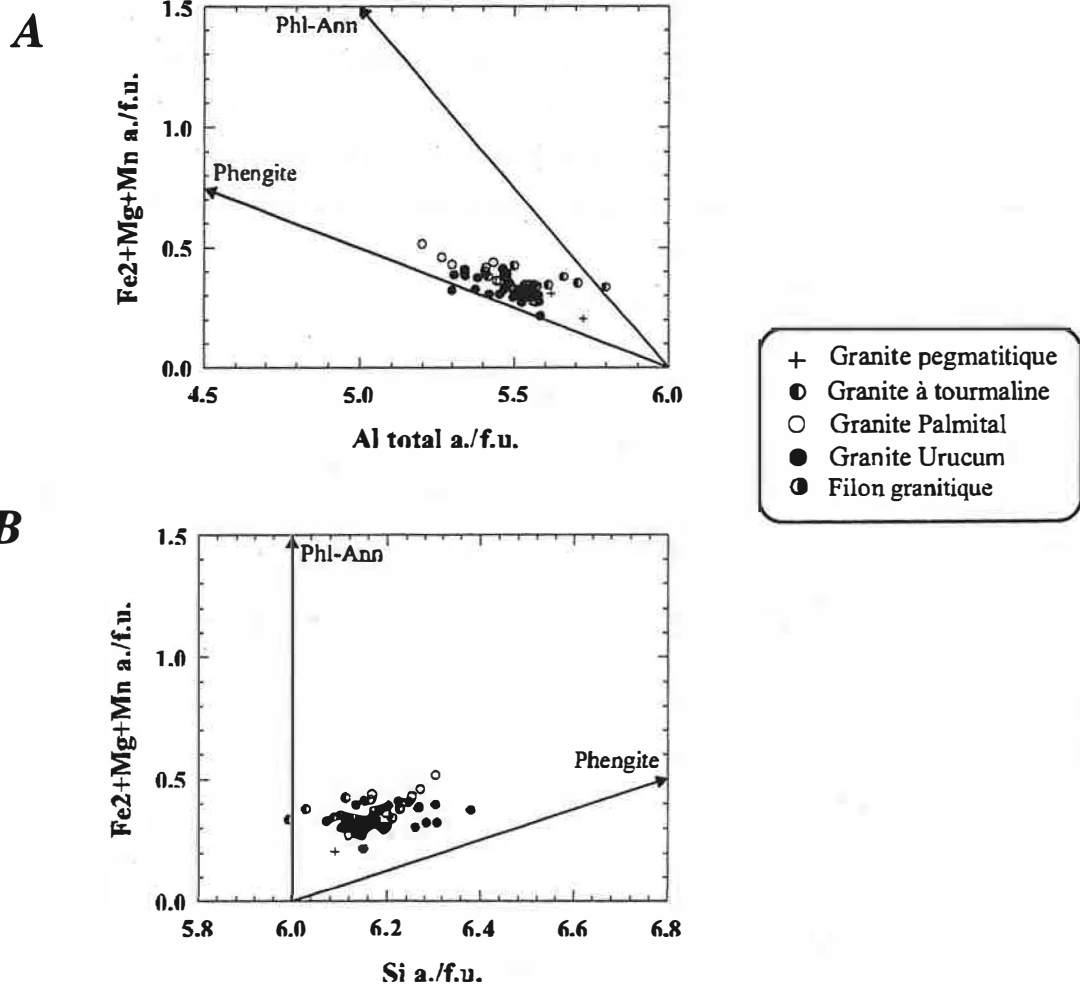 A
1.5
Phl-Ann
1.0
Phengite
0.5
0.0
4.5 5.0 5.5 6.0
Fe2+Mg+Mn a./f.u.
Al total a./f.u.
+ Granite pegmatitique
Granite à tourmaline
Granite Palmital
Granite Urucum
Filon granitique
B
1.5
Phl-Ann
1.0
Phengite
0.5
0.0
5.8 6.0 6.2 6.4 6.6 6.8
Fe2+Mg+Mn a./f.u.
Si a./f.u.